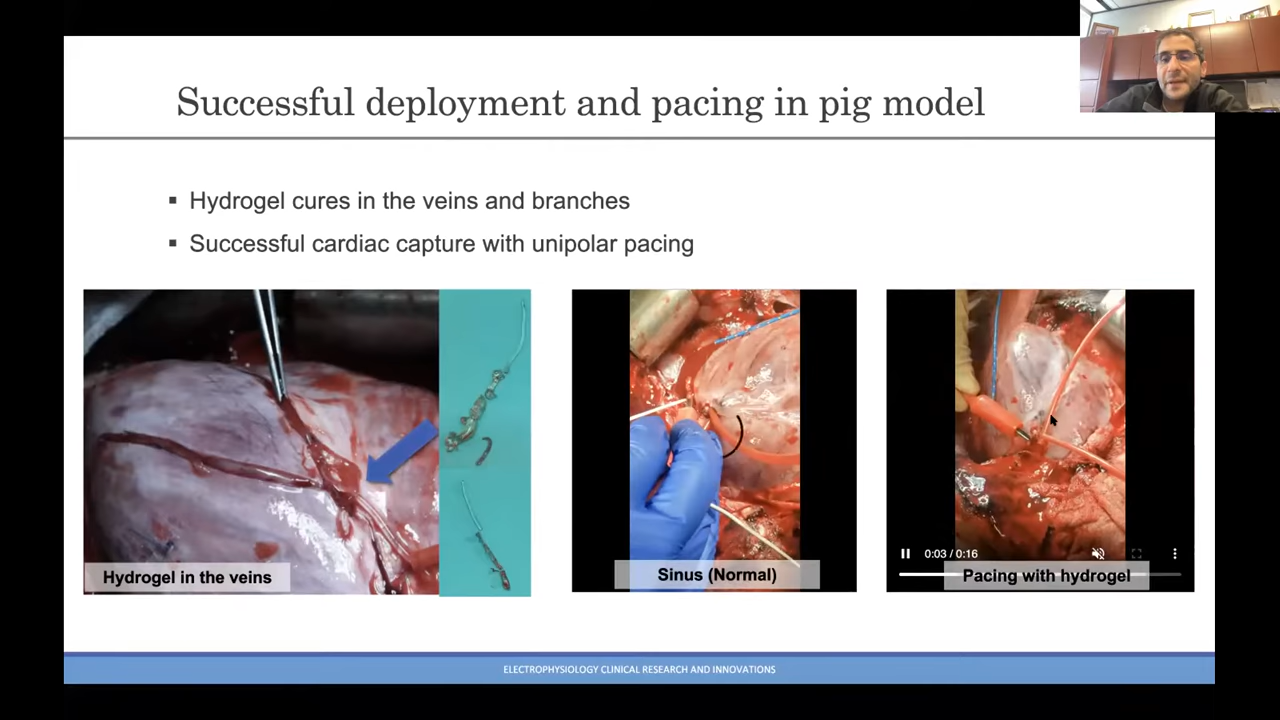 Successful deployment and pacing in pig model
▪ Hydrogel cures in the veins and branches
▪ Successful cardiac capture with unipolar pacing
Hydrogel in the veins
Sinus (Normal)
0:03 / 0:16
Pacing with hydrogel
ELECTROPHYSIOLOGY CLINICAL RESEARCH AND INNOVATIONS